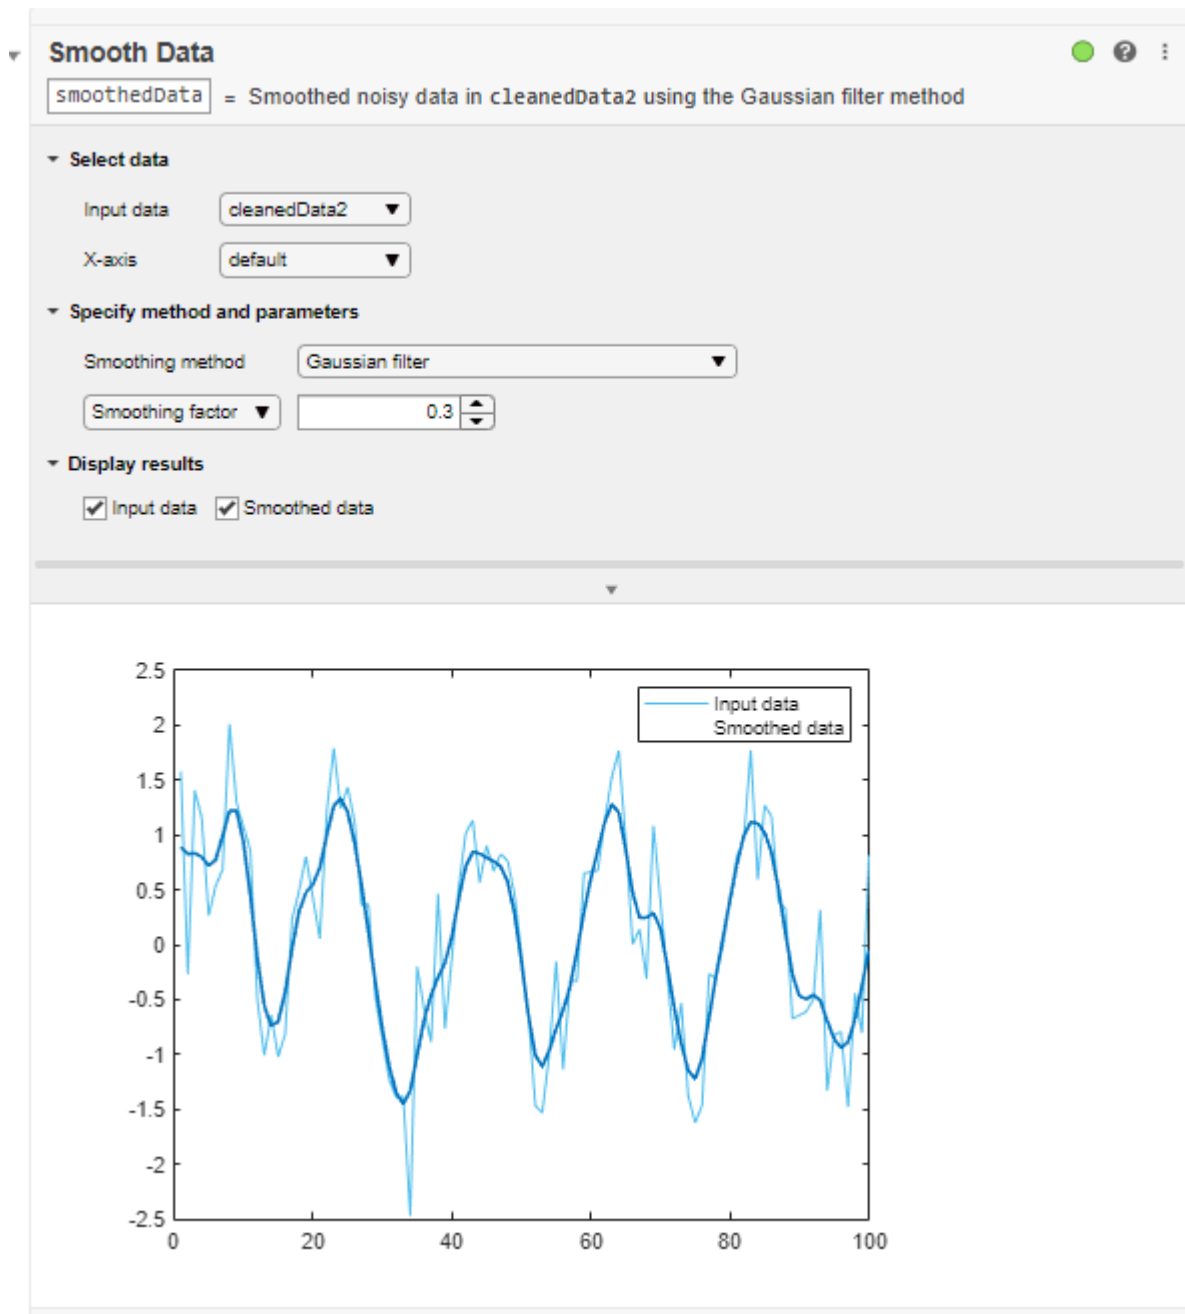 Smooth Data
smoothedData = Smoothed noisy data in cleanedData2 using the Gaussian filter method
Select data
Input data cleanedData2
X-axis default
Specify method and parameters
Smoothing method Gaussian filter
Smoothing factor 0.3
Display results
Input data Smoothed data
2.5
Input data
2
Smoothed data
1.5
1
0.5
0
-0.5
-1
-1.5
-2
-2.5
0 20 40 60 80 100